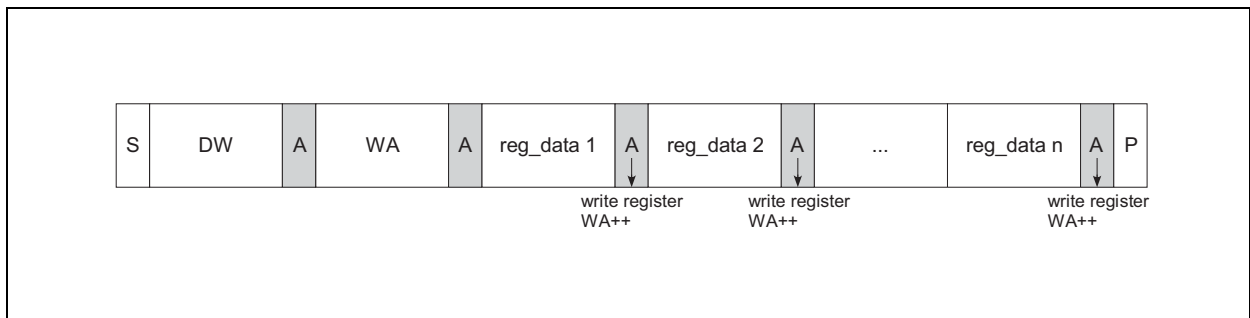 S DW A WA A reg_data 1 A reg_data 2 A ... reg_data n A P
write register write register write register
WA++ WA++ WA++